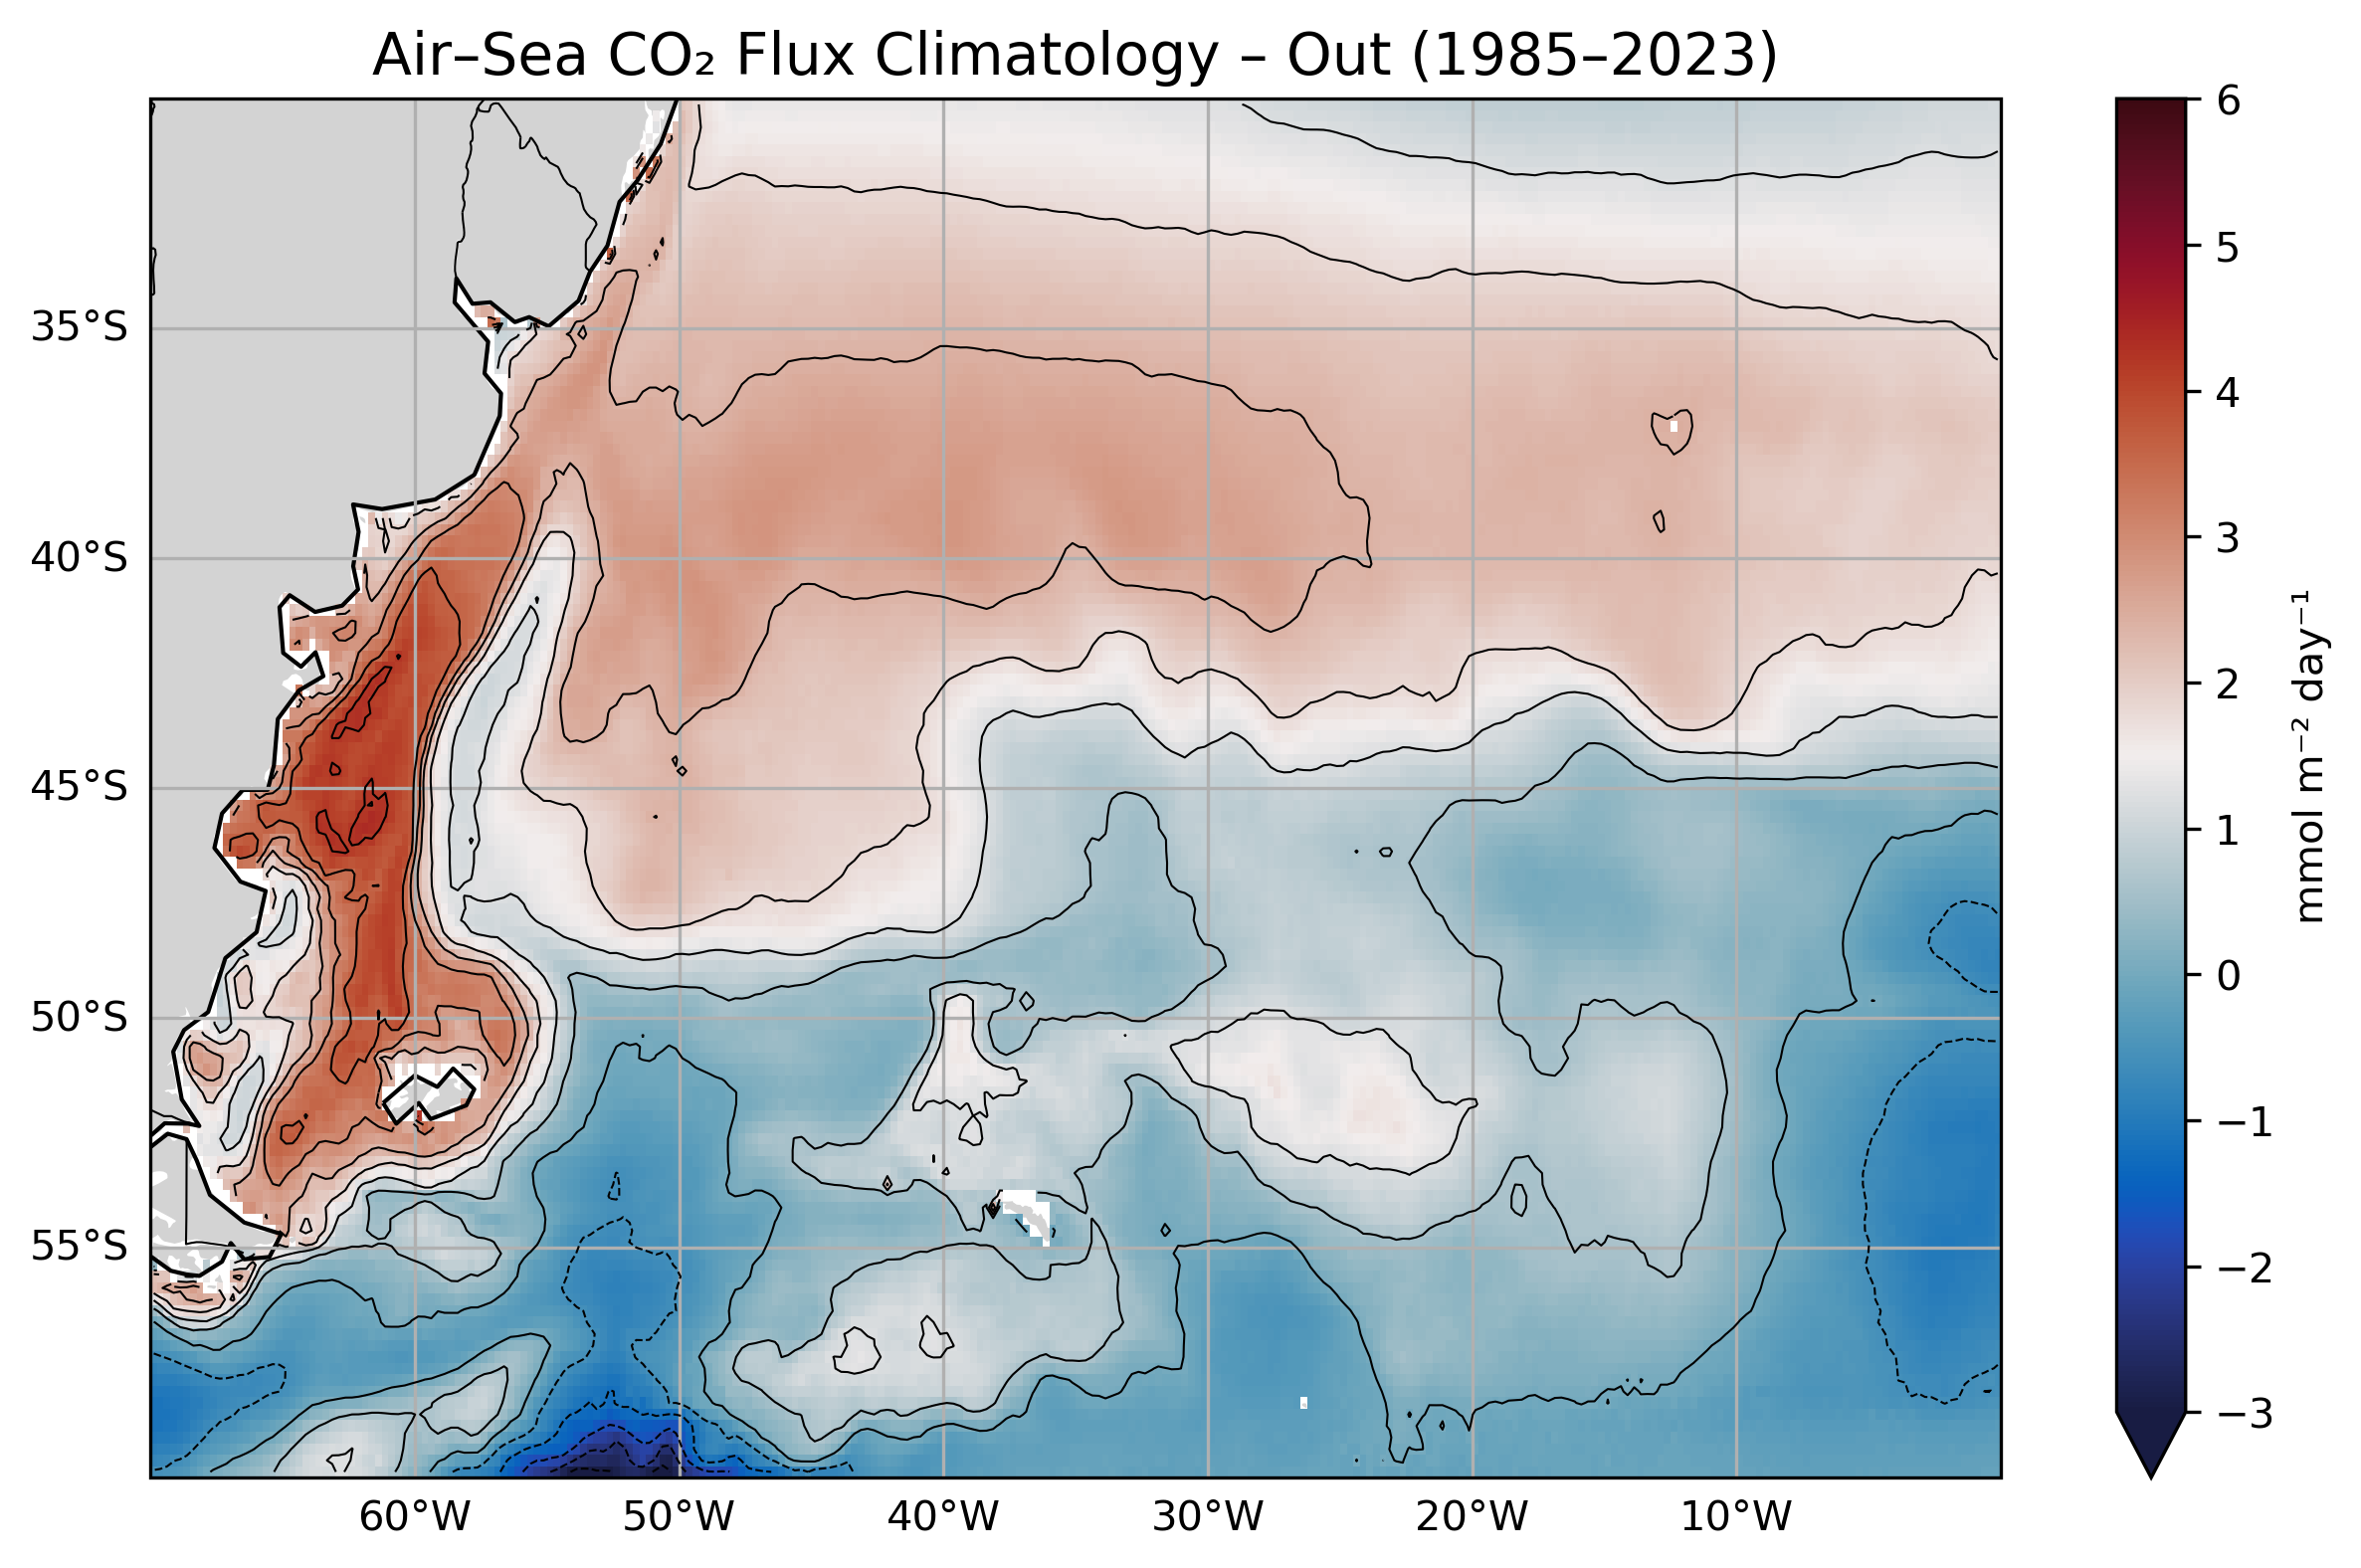 Air–Sea CO₂ Flux Climatology – Out (1985–2023)
35°S
40°S
45°S
50°S
55°S
60°W
50°W
40°W
30°W
20°W
10°W
6
5
4
3
2
1
0
−1
−2
−3
mmol m⁻² day⁻¹